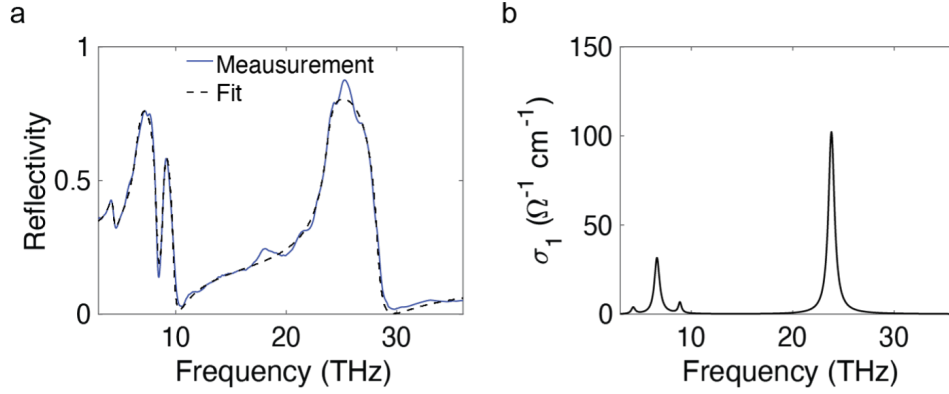 a
1
0.5
0
Reflectivity
Meausurement
Fit
10
20
30
Frequency (THz)
b
150
100
50
0
σ₁ (Ω⁻¹ cm⁻¹)
10
20
30
Frequency (THz)